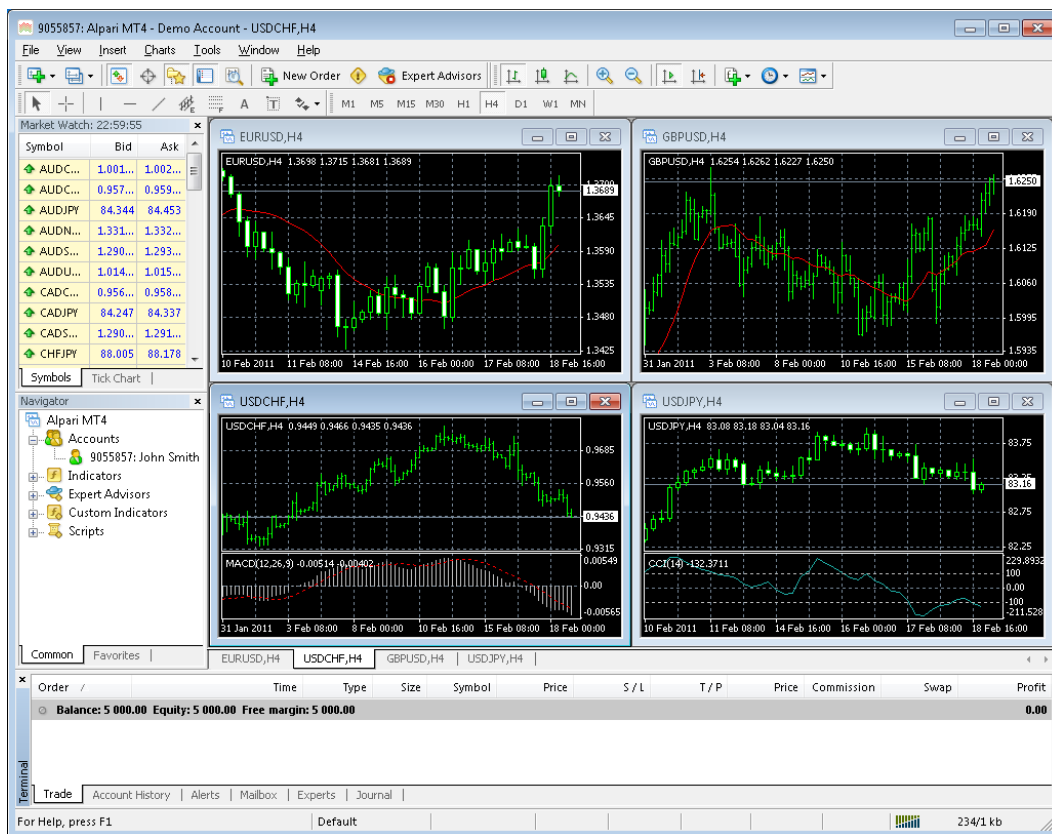 9055857: Alpari MT4 - Demo Account - USDCHF,H4
File View Insert Charts Tools Window Help
New Order Expert Advisors
A T M1 M5 M15 M30 H1 H4 D1 W1 MN
Market Watch: 22:59:55
Symbol Bid Ask
AUDC... 1.001... 1.002...
AUDC... 0.957... 0.959...
AUDJPY 84.344 84.453
AUDN... 1.331... 1.332...
AUDS... 1.290... 1.293...
AUDU... 1.014... 1.015...
CADC... 0.956... 0.958...
CADJPY 84.247 84.337
CADS... 1.290... 1.291...
CHFJPY 88.005 88.178
Symbols Tick Chart
Navigator
Alpari MT4
Accounts
9055857: John Smith
Indicators
Expert Advisors
Custom Indicators
Scripts
Common Favorites
EURUSD,H4
EURUSD,H4 1.3698 1.3715 1.3681 1.3689
1.3689
1.3645
1.3590
1.3535
1.3480
1.3425
10 Feb 2011 11 Feb 08:00 14 Feb 16:00 16 Feb 00:00 17 Feb 08:00 18 Feb 16:00
GBPUSD,H4
GBPUSD,H4 1.6254 1.6262 1.6227 1.6250
1.6250
1.6190
1.6125
1.6060
1.5995
1.5935
31 Jan 2011 3 Feb 08:00 8 Feb 00:00 10 Feb 16:00 15 Feb 08:00 18 Feb 00:00
USDCHF,H4
USDCHF,H4 0.9449 0.9466 0.9435 0.9436
0.9685
0.9560
0.9436
0.9315
MACD(12,26,9) -0.00514 -0.00402
0.00549
0.00
-0.00565
31 Jan 2011 3 Feb 08:00 8 Feb 00:00 10 Feb 16:00 15 Feb 08:00 18 Feb 00:00
USDJPY,H4
USDJPY,H4 83.08 83.18 83.04 83.16
83.75
83.16
82.75
82.25
CCI(14) -132.3711
229.8932
100
0.00
-100
-211.528
10 Feb 2011 11 Feb 08:00 14 Feb 16:00 16 Feb 00:00 17 Feb 08:00 18 Feb 16:00
EURUSD,H4 USDCHF,H4 GBPUSD,H4 USDJPY,H4
Order / Time Type Size Symbol Price S / L T / P Price Commission Swap Profit
Balance: 5 000.00 Equity: 5 000.00 Free margin: 5 000.00 0.00
Terminal
Trade Account History Alerts Mailbox Experts Journal
For Help, press F1 Default 234/1 kb